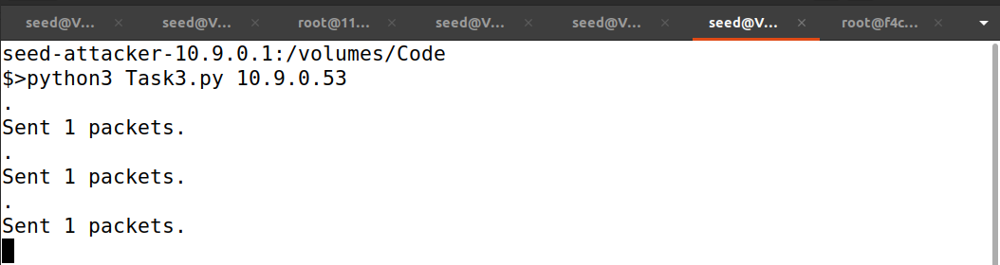 seed@V... × seed@V... × root@11... × seed@V... × seed@V... × seed@V... × root@f4c... ×
seed-attacker-10.9.0.1:/volumes/Code
$>python3 Task3.py 10.9.0.53
.
Sent 1 packets.
.
Sent 1 packets.
.
Sent 1 packets.